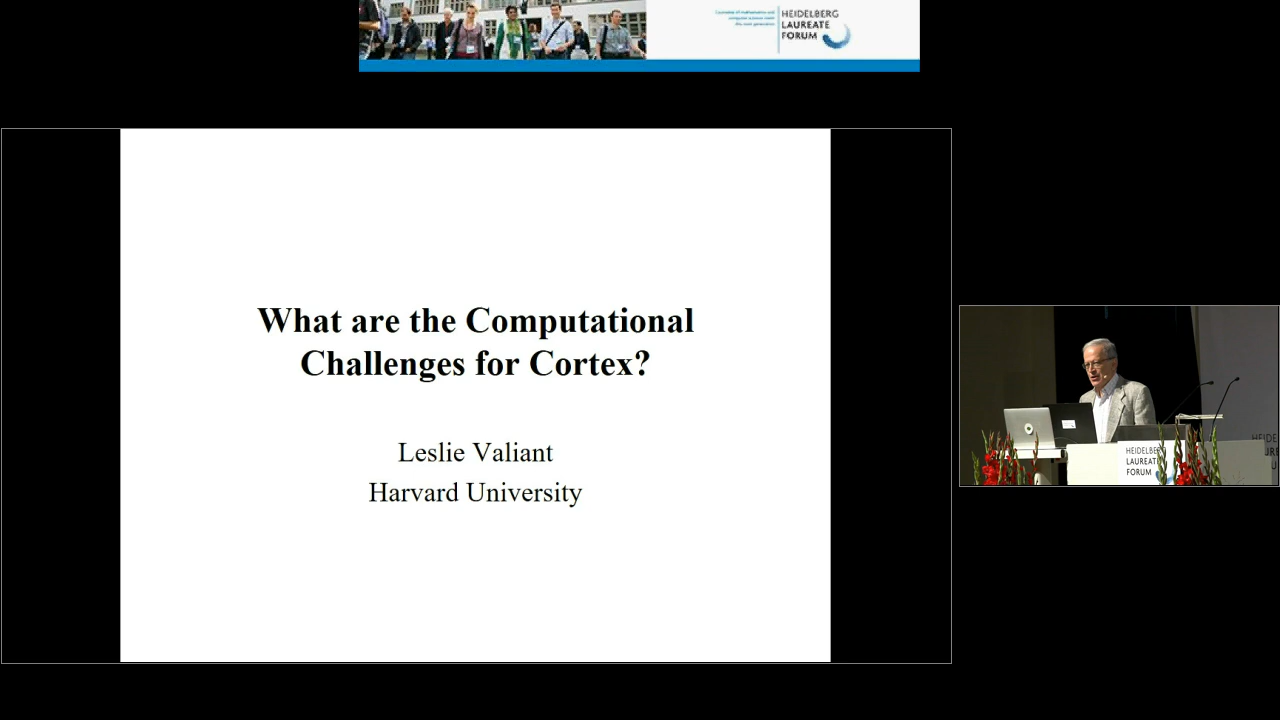 HEIDELBERG
LAUREATE
FORUM
What are the Computational
Challenges for Cortex?
Leslie Valiant
Harvard University
HEIDELBERG
LAUREATE
FORUM